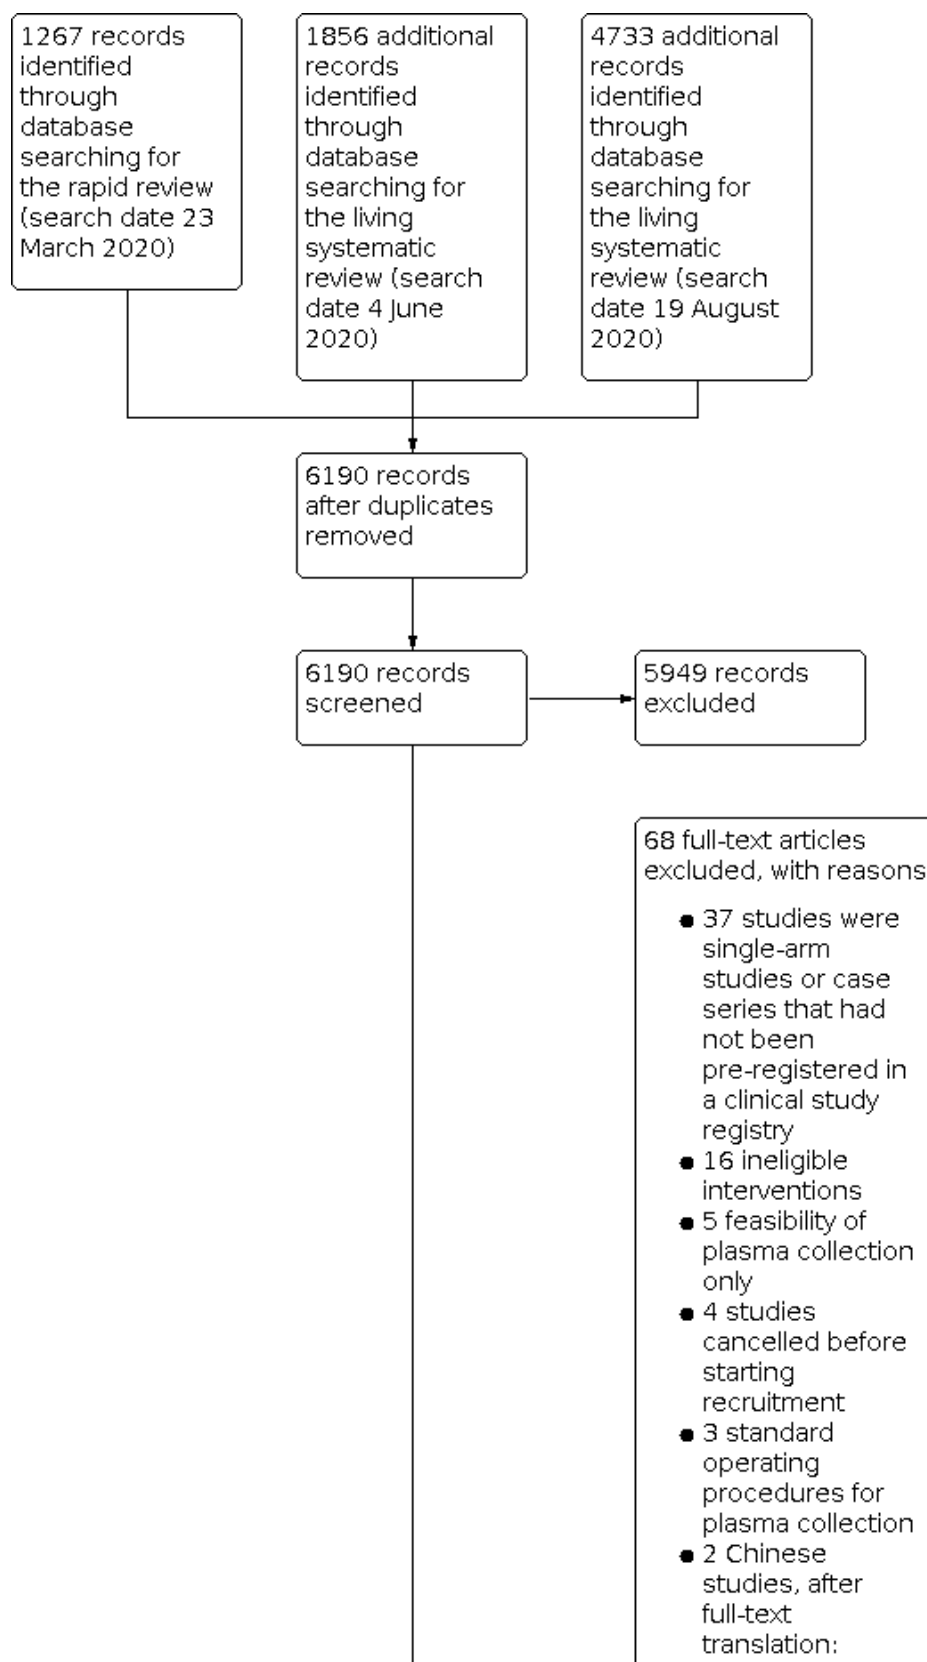 1267 records
identified
through
database
searching for
the rapid review
(search date 23
March 2020)
1856 additional
records
identified
through
database
searching for
the living
systematic
review (search
date 4 June
2020)
4733 additional
records
identified
through
database
searching for
the living
systematic
review (search
date 19 August
2020)
6190 records
after duplicates
removed
6190 records
screened
5949 records
excluded
68 full-text articles
excluded, with reasons
● 37 studies were
single-arm
studies or case
series that had
not been
pre-registered in
a clinical study
registry
● 16 ineligible
interventions
● 5 feasibility of
plasma collection
only
● 4 studies
cancelled before
starting
recruitment
● 3 standard
operating
procedures for
plasma collection
● 2 Chinese
studies, after
full-text
translation: